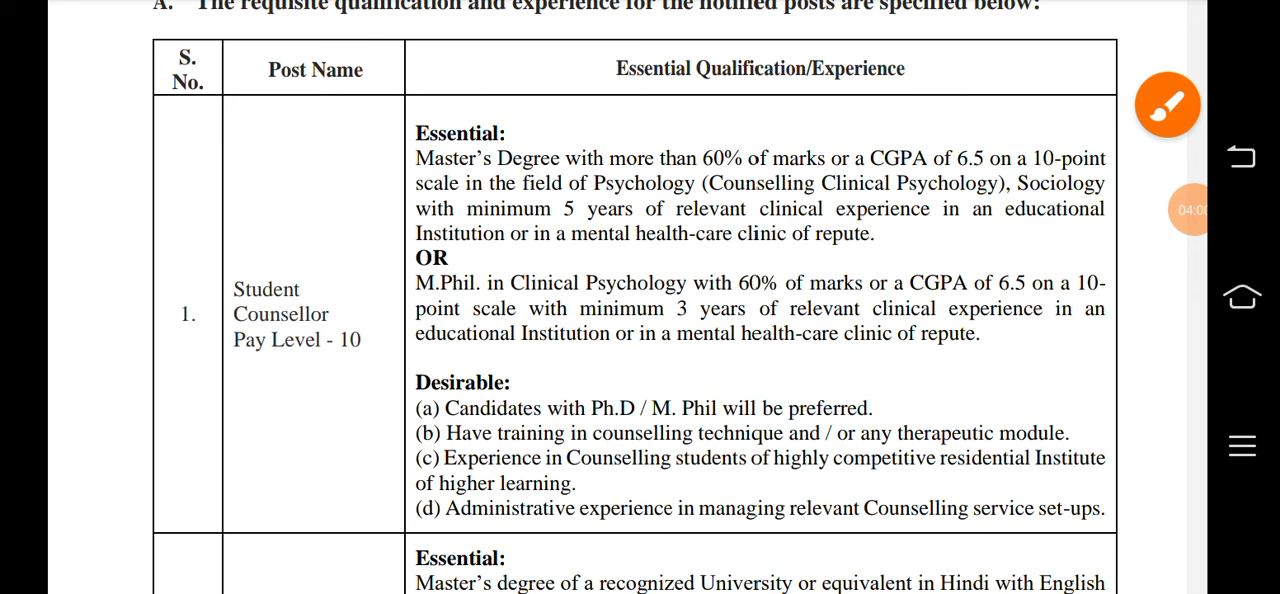 A. The requisite qualification and experience for the notified posts are specified below:
S.
No.
Post Name
Essential Qualification/Experience
1.
Student
Counsellor
Pay Level - 10
Essential:
Master’s Degree with more than 60% of marks or a CGPA of 6.5 on a 10-point
scale in the field of Psychology (Counselling Clinical Psychology), Sociology
with minimum 5 years of relevant clinical experience in an educational
Institution or in a mental health-care clinic of repute.
OR
M.Phil. in Clinical Psychology with 60% of marks or a CGPA of 6.5 on a 10-
point scale with minimum 3 years of relevant clinical experience in an
educational Institution or in a mental health-care clinic of repute.
Desirable:
(a) Candidates with Ph.D / M. Phil will be preferred.
(b) Have training in counselling technique and / or any therapeutic module.
(c) Experience in Counselling students of highly competitive residential Institute
of higher learning.
(d) Administrative experience in managing relevant Counselling service set-ups.
Essential:
Master’s degree of a recognized University or equivalent in Hindi with English